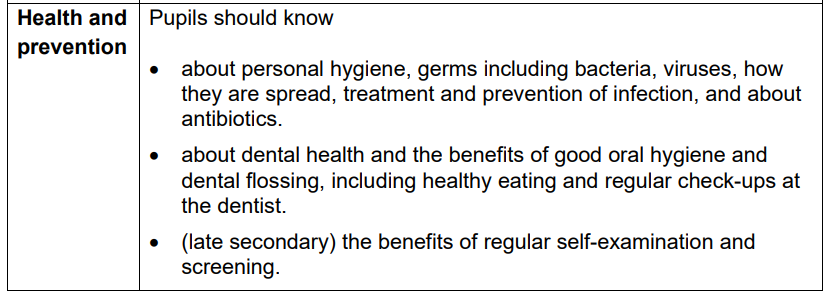 Health and
prevention
Pupils should know
• about personal hygiene, germs including bacteria, viruses, how
they are spread, treatment and prevention of infection, and about
antibiotics.
• about dental health and the benefits of good oral hygiene and
dental flossing, including healthy eating and regular check-ups at
the dentist.
• (late secondary) the benefits of regular self-examination and
screening.